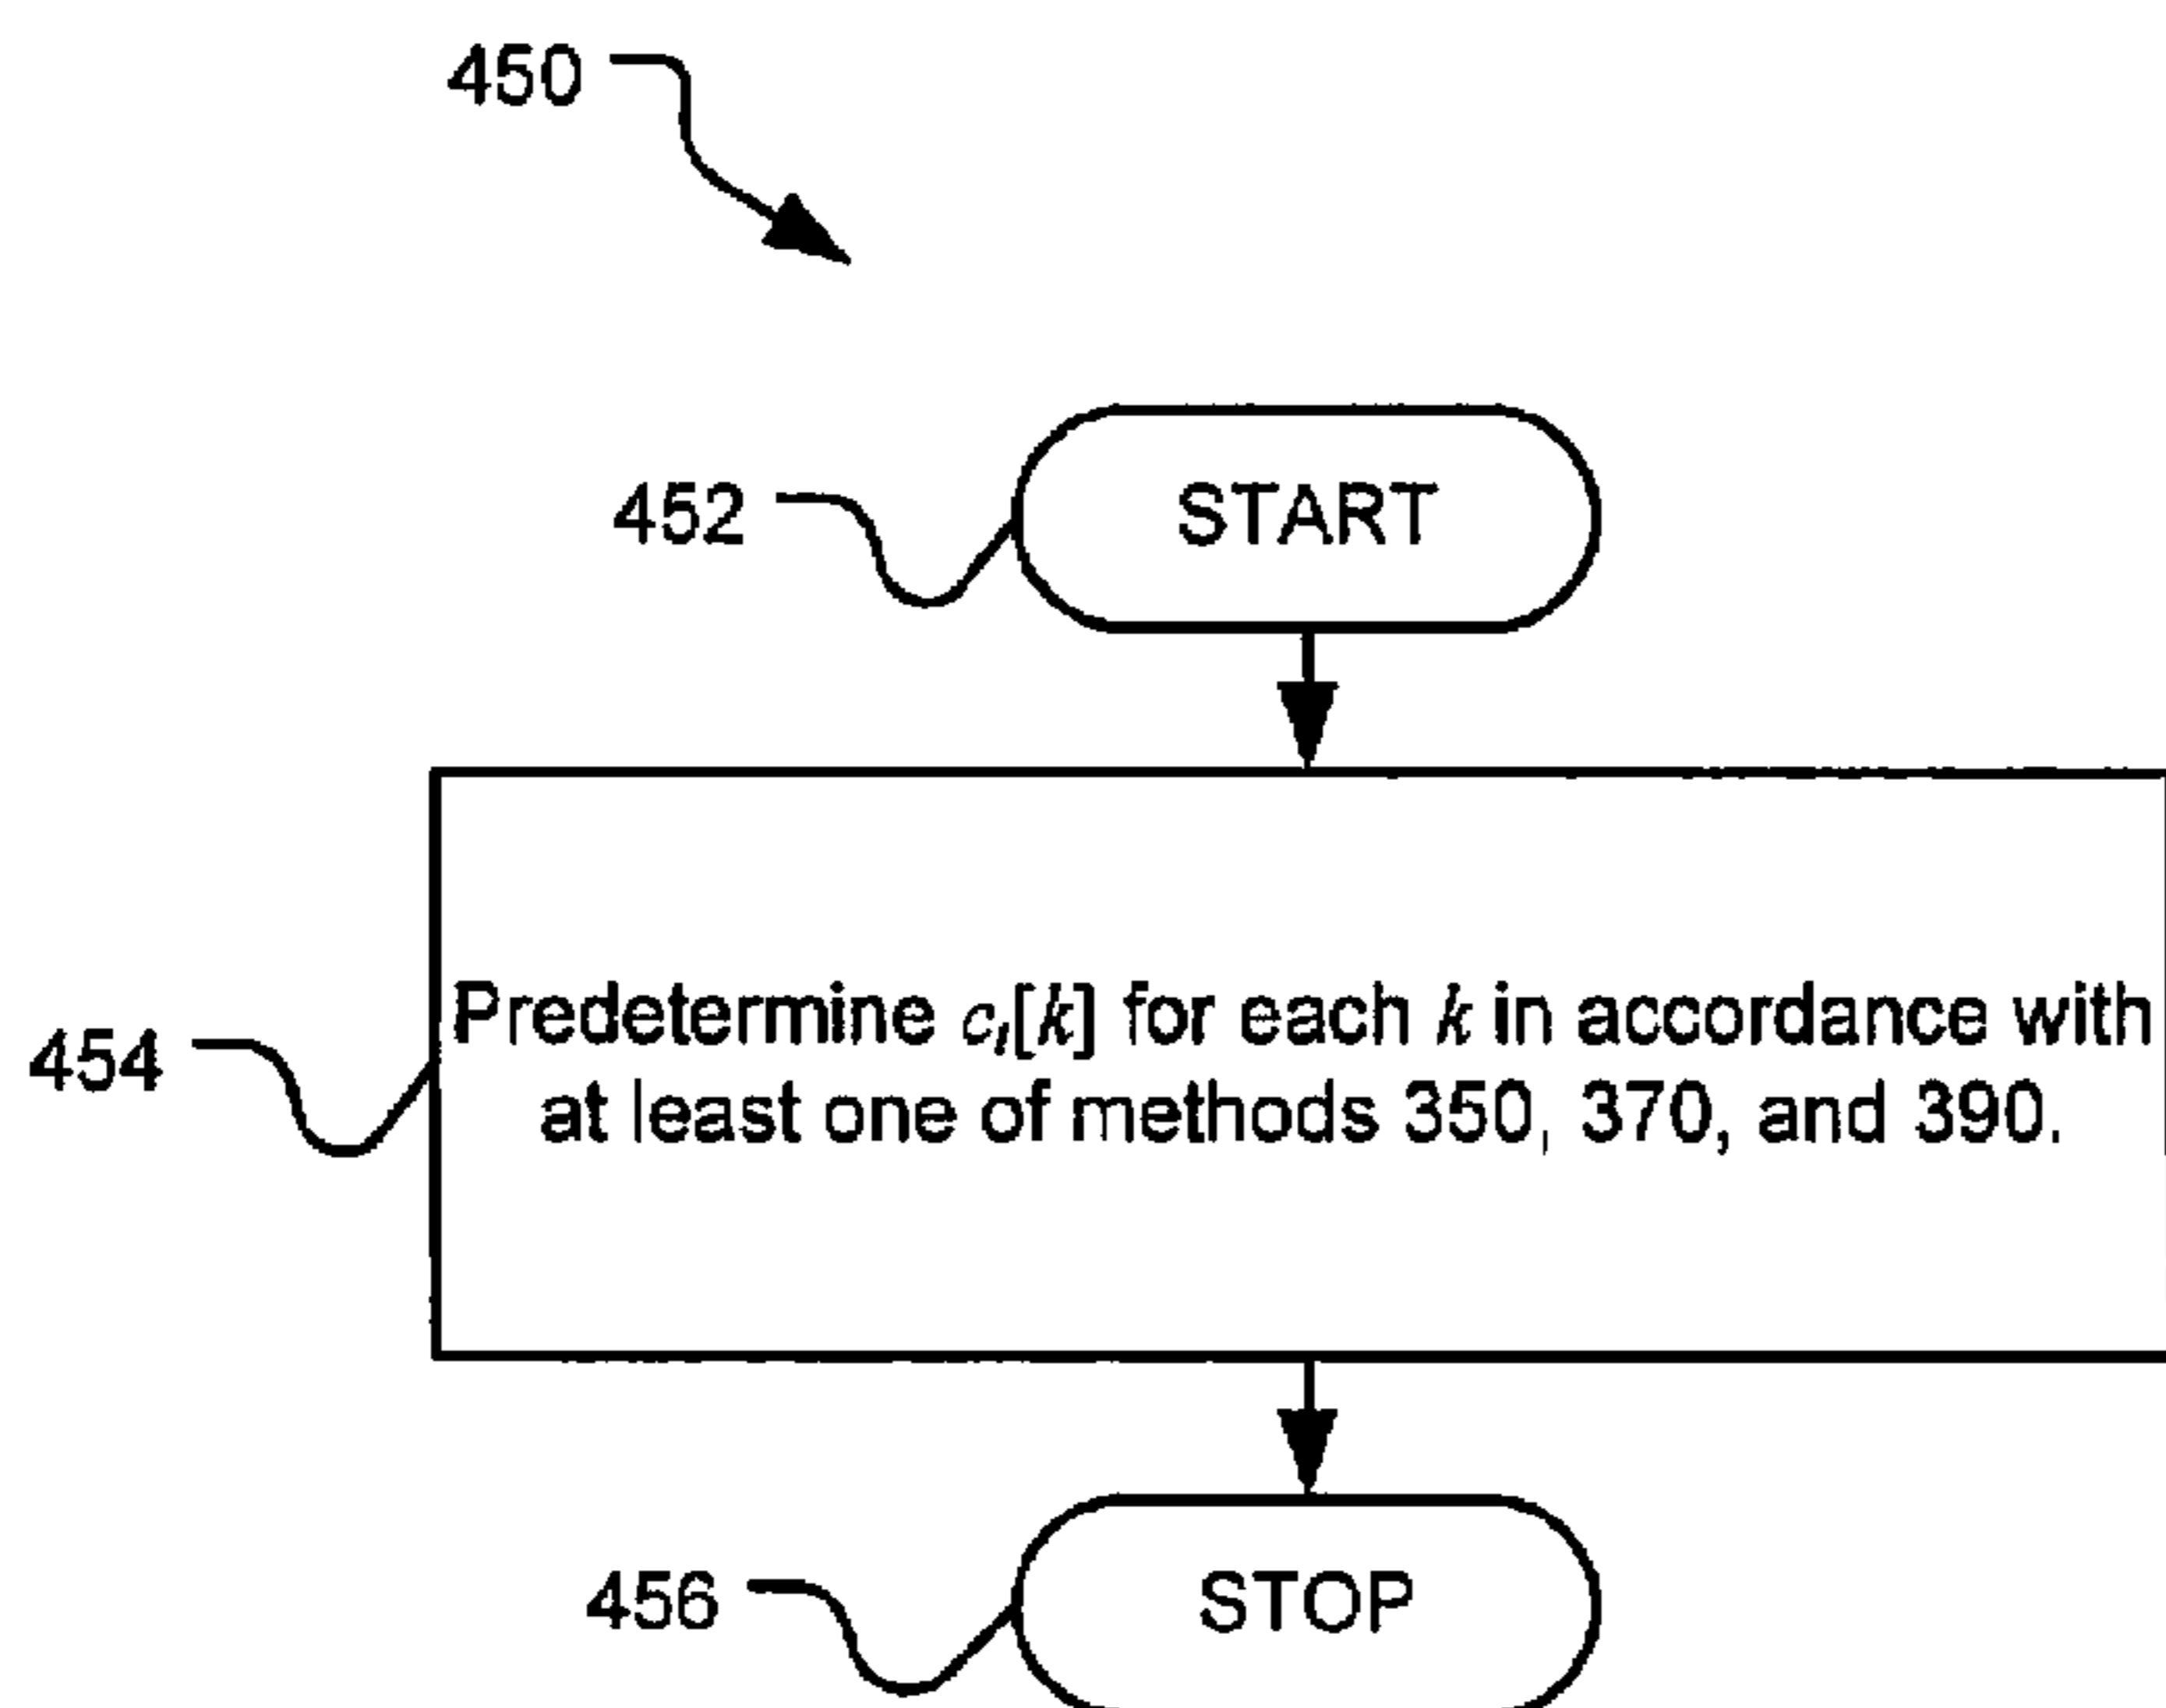 450
452
START
454
Predetermine c_l[k] for each k in accordance with
at least one of methods 350, 370, and 390.
456
STOP